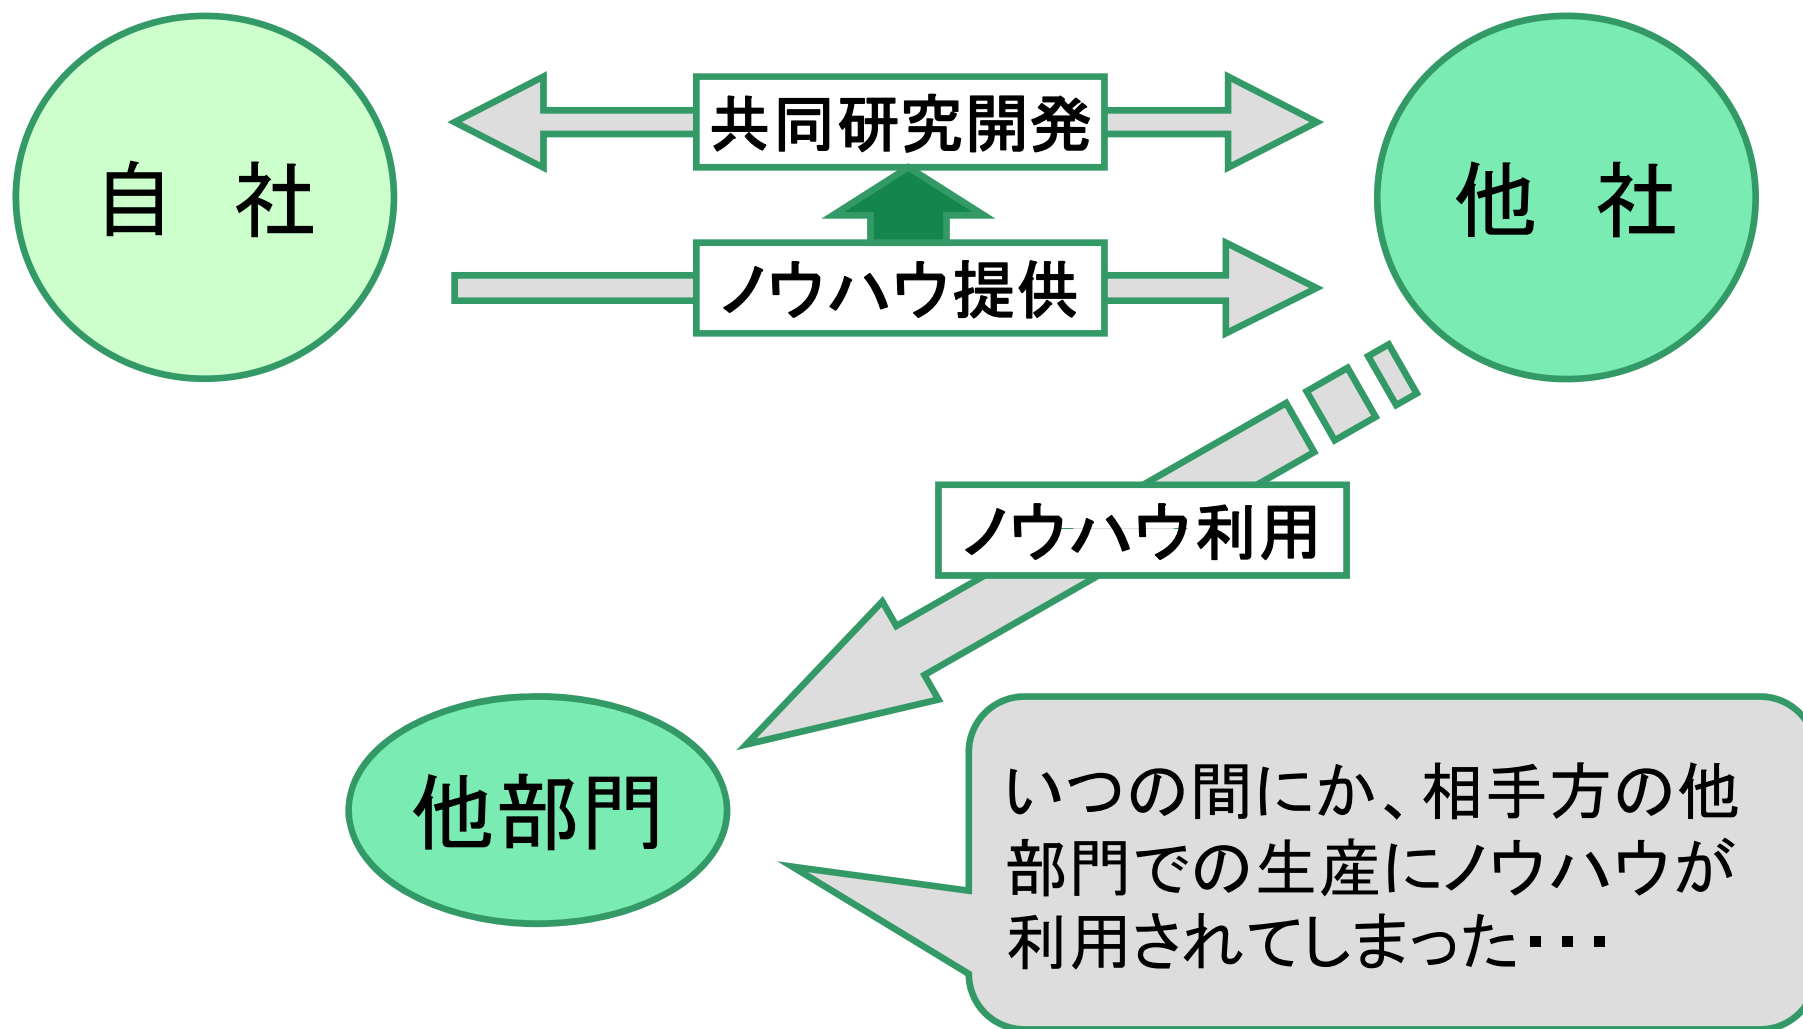 自　社
共同研究開発
他　社
ノウハウ提供
ノウハウ利用
他部門
いつの間にか、相手方の他
部門での生産にノウハウが
利用されてしまった・・・